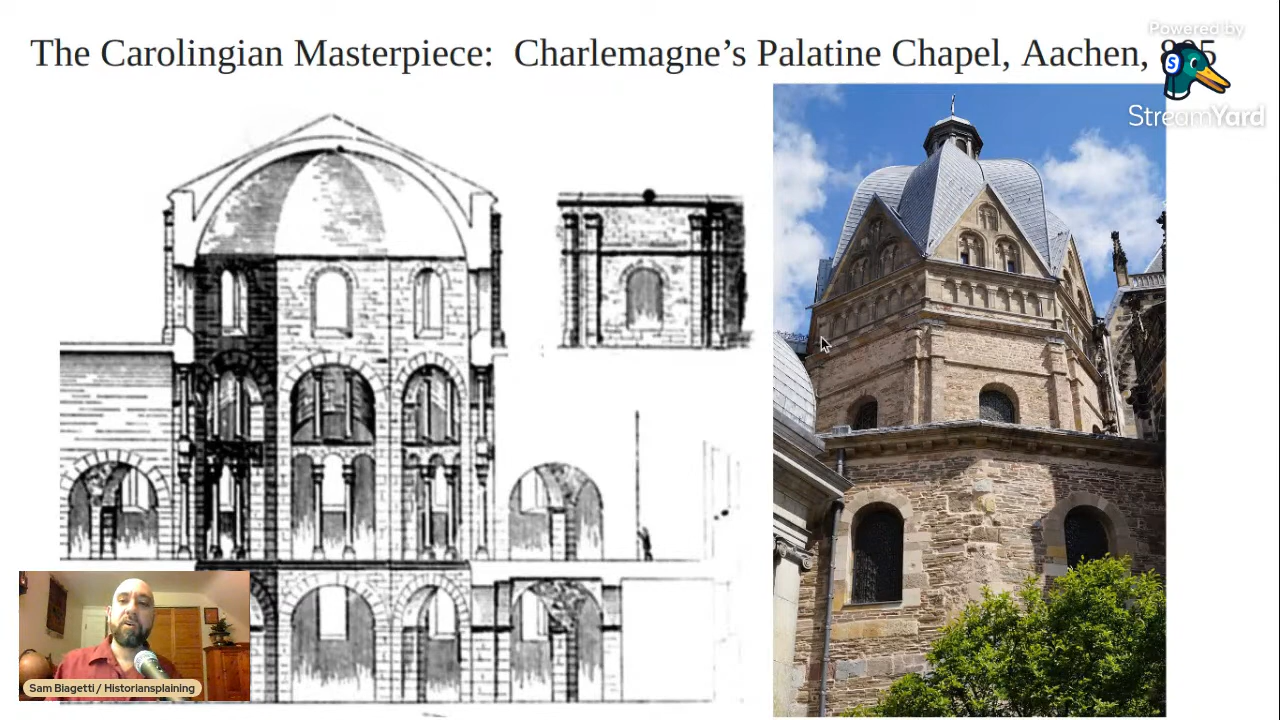 The Carolingian Masterpiece: Charlemagne’s Palatine Chapel, Aachen,
Powered by
S
StreamYard
Sam Biagetti / Historiansplaining